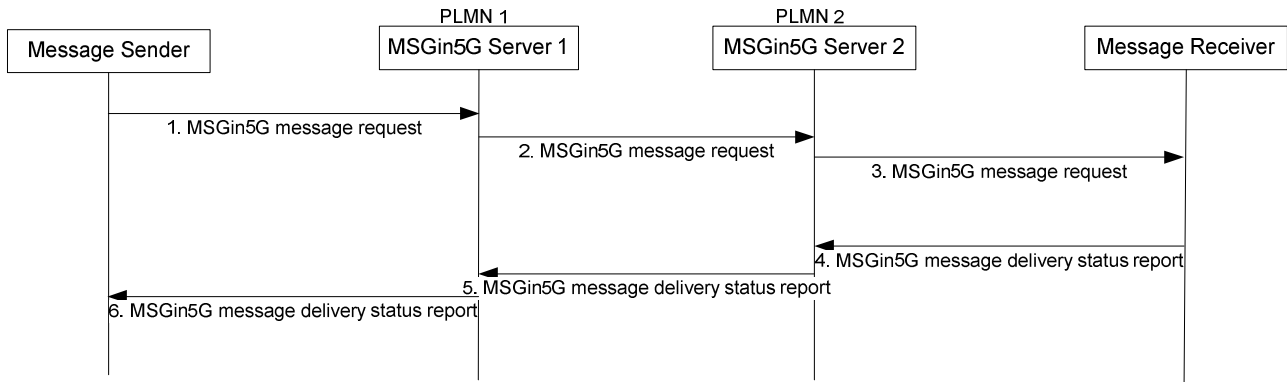 PLMN 1
PLMN 2
Message Sender
MSGin5G Server 1
MSGin5G Server 2
Message Receiver
1. MSGin5G message request
2. MSGin5G message request
3. MSGin5G message request
4. MSGin5G message delivery status report
5. MSGin5G message delivery status report
6. MSGin5G message delivery status report